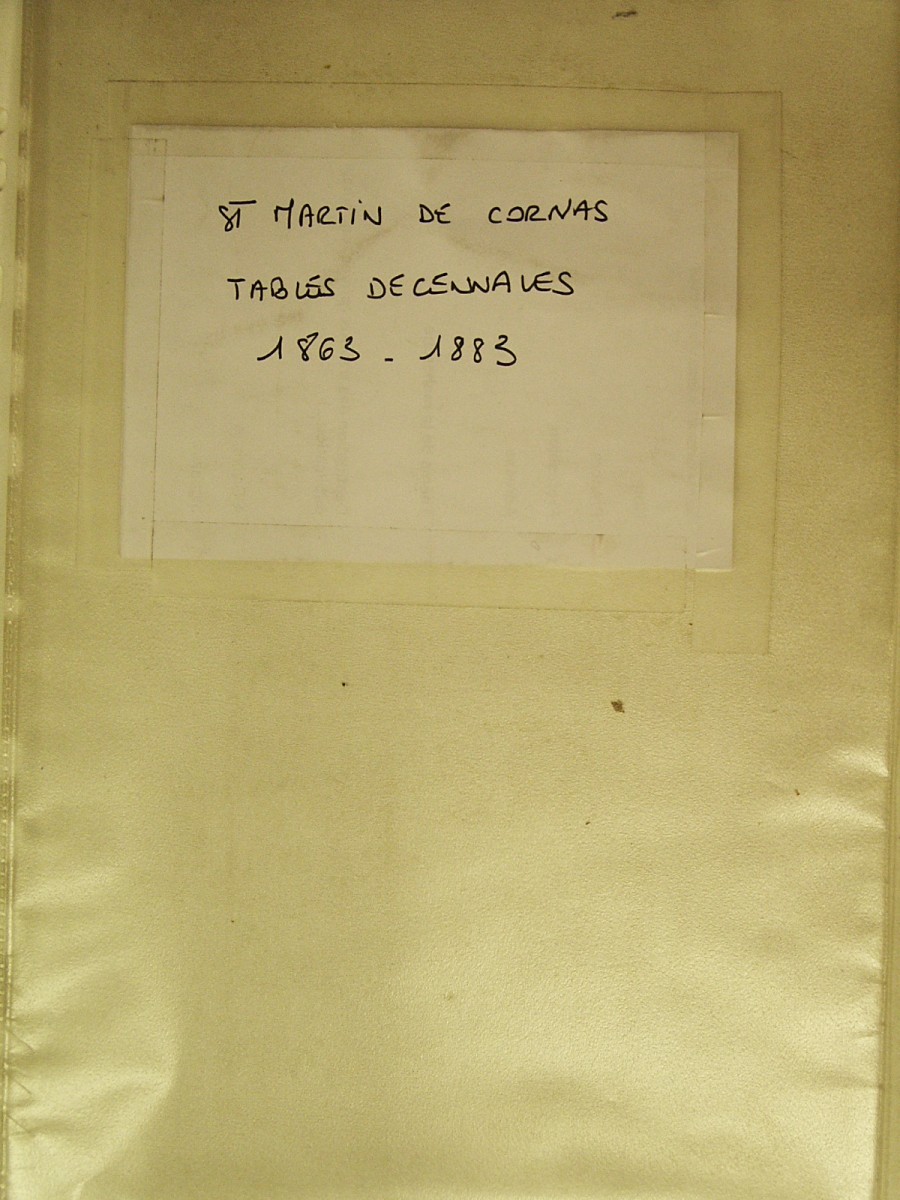 ST MARTIN DE CORNAS
TABLES DECENNALES
1863 - 1883